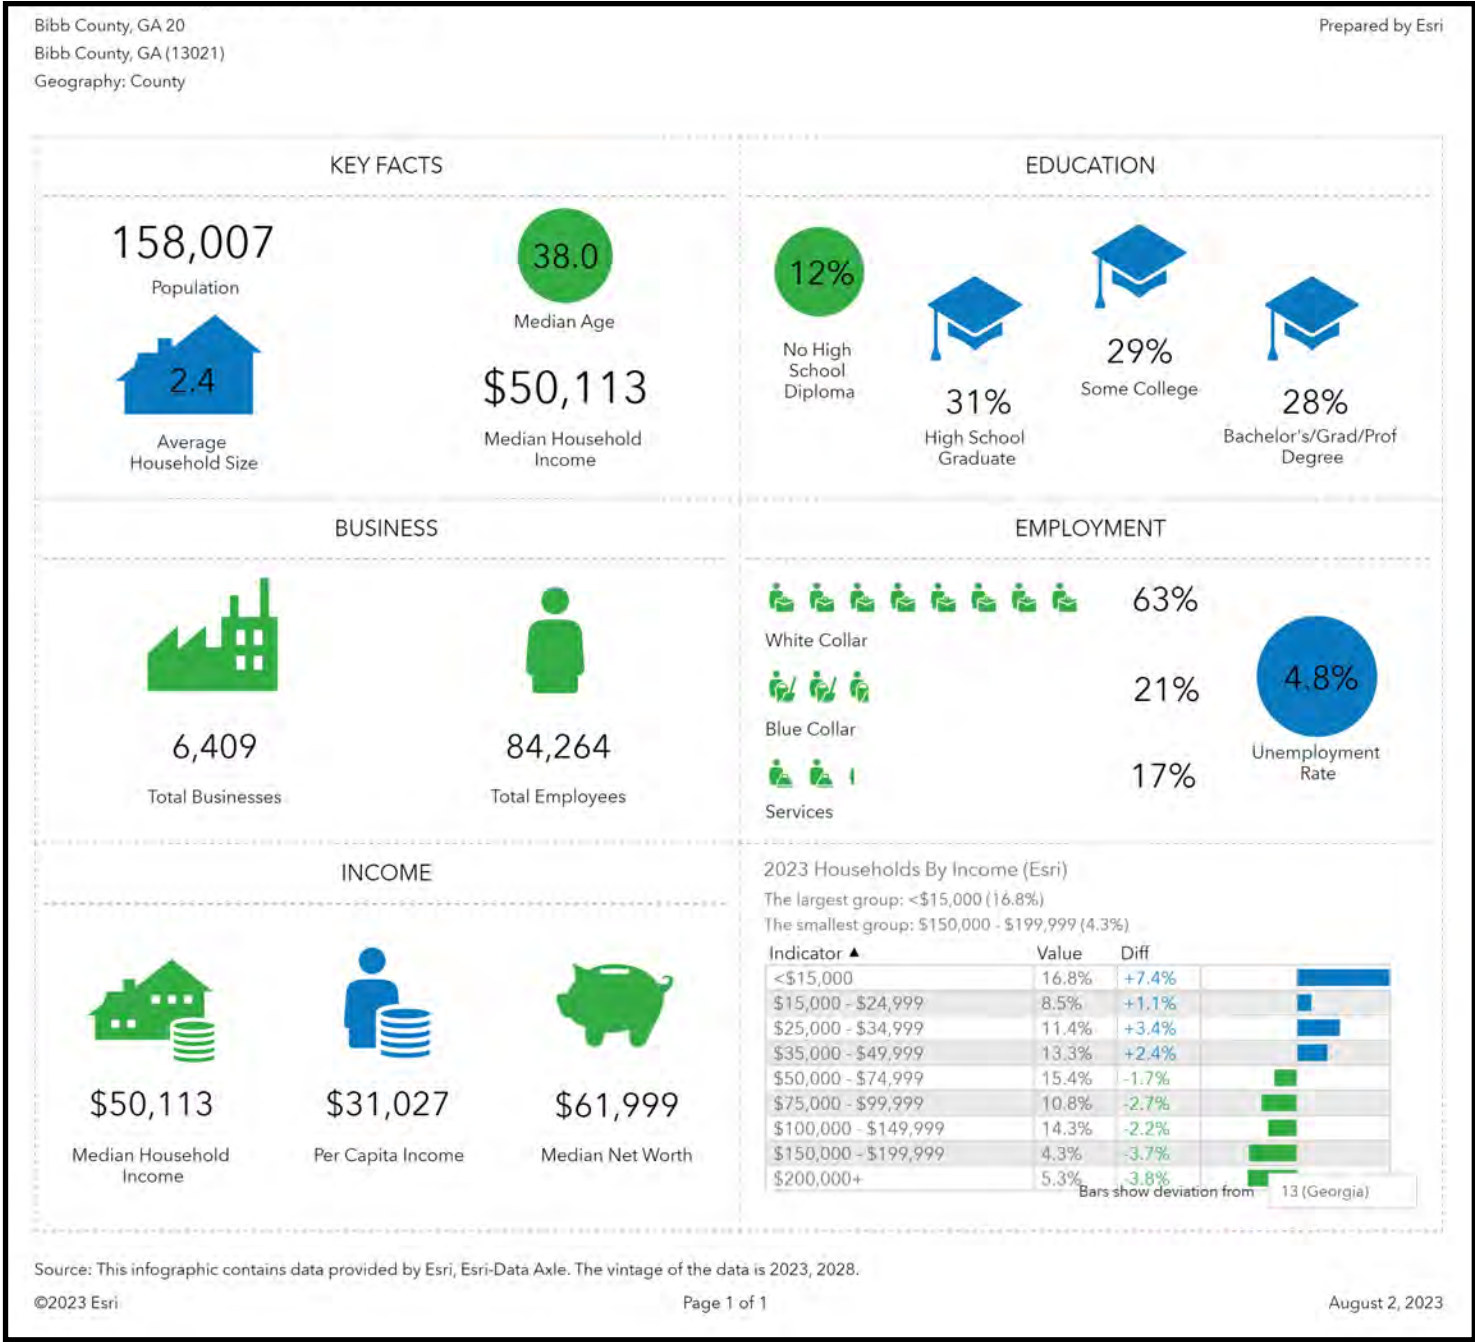 Bibb County, GA 20
Prepared by Esri
Bibb County, GA (13021)
Geography: County
KEY FACTS
158,007
Population
38.0
Median Age
2.4
Average
Household Size
$50,113
Median Household
Income
EDUCATION
12%
No High
School
Diploma
31%
High School
Graduate
29%
Some College
28%
Bachelor's/Grad/Prof
Degree
BUSINESS
6,409
Total Businesses
84,264
Total Employees
EMPLOYMENT
63%
White Collar
21%
Blue Collar
17%
Services
4.8%
Unemployment
Rate
INCOME
$50,113
Median Household
Income
$31,027
Per Capita Income
$61,999
Median Net Worth
2023 Households By Income (Esri)
The largest group: <$15,000 (16.8%)
The smallest group: $150,000 - $199,999 (4.3%)
Indicator ▲ Value Diff
<$15,000 16.8% +7.4%
$15,000 - $24,999 8.5% +1.1%
$25,000 - $34,999 11.4% +3.4%
$35,000 - $49,999 13.3% +2.4%
$50,000 - $74,999 15.4% -1.7%
$75,000 - $99,999 10.8% -2.7%
$100,000 - $149,999 14.3% -2.2%
$150,000 - $199,999 4.3% -3.7%
$200,000+ 5.3% -3.8%
Bars show deviation from 13 (Georgia)
Source: This infographic contains data provided by Esri, Esri-Data Axle. The vintage of the data is 2023, 2028.
©2023 Esri Page 1 of 1 August 2, 2023